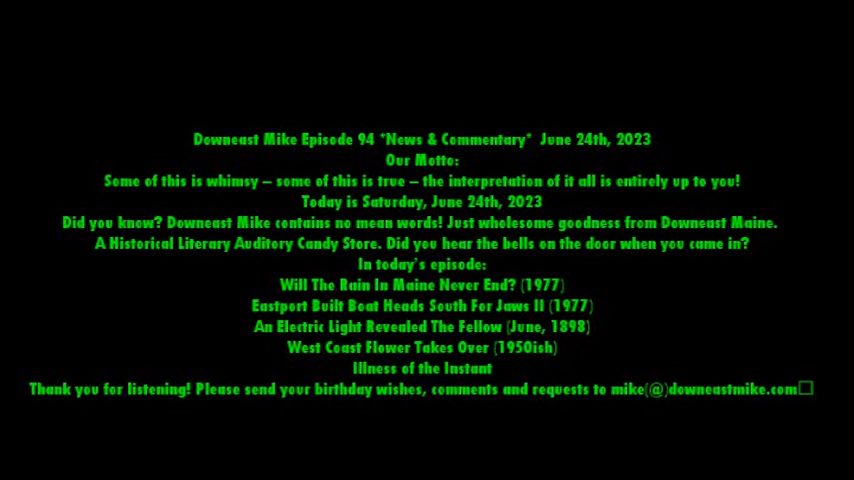 Downeast Mike Episode 94 *News & Commentary* June 24th, 2023
Our Motto:
Some of this is whimsy – some of this is true – the interpretation of it all is entirely up to you!
Today is Saturday, June 24th, 2023
Did you know? Downeast Mike contains no mean words! Just wholesome goodness from Downeast Maine.
A Historical Literary Auditory Candy Store. Did you hear the bells on the door when you came in?
In today's episode:
Will The Rain In Maine Never End? (1977)
Eastport Built Boat Heads South For Jaws II (1977)
An Electric Light Revealed The Fellow (June, 1898)
West Coast Flower Takes Over (1950ish)
Illness of the Instant
Thank you for listening! Please send your birthday wishes, comments and requests to mike(@)downeastmike.com□